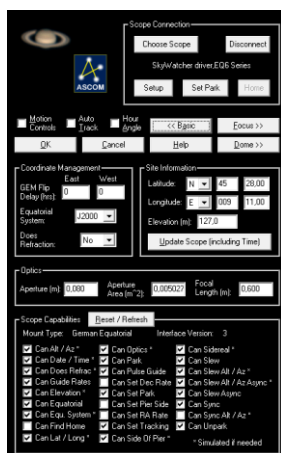 Scope Connection
Choose Scope
Disconnect
SkyWatcher driver,EQ6 Series
ASCOM
Setup
Set Park
Home
Motion Controls
Auto Track
Hour Angle
<< Basic
Focus >>
OK
Cancel
Help
Dome >>
Coordinate Management
East West
GEM Flip Delay (hrs): 0 0
Equatorial System: J2000
Does Refraction: No
Site Information
Latitude: N 45 28,00
Longitude: E 009 11,00
Elevation (m): 127,0
Update Scope (including Time)
Optics
Aperture (m): 0,080
Aperture Area (m^2): 0,005027
Focal Length (m): 0,600
Scope Capabilities
Reset / Refresh
Mount Type: German Equatorial Interface Version: 3
Can Alt / Az *
Can Date / Time *
Can Does Refrac *
Can Guide Rates
Can Elevation *
Can Equatorial
Can Equ. System *
Can Find Home
Can Lat / Long *
Can Optics *
Can Park
Can Pulse Guide
Can Set Dec Rate
Can Set Park
Can Set Pier Side
Can Set RA Rate
Can Set Tracking
Can Side Of Pier *
Can Sidereal *
Can Slew
Can Slew Alt / Az *
Can Slew Alt / Az Async *
Can Slew Async
Can Sync
Can Sync Alt / Az *
Can Unpark
* Simulated if needed